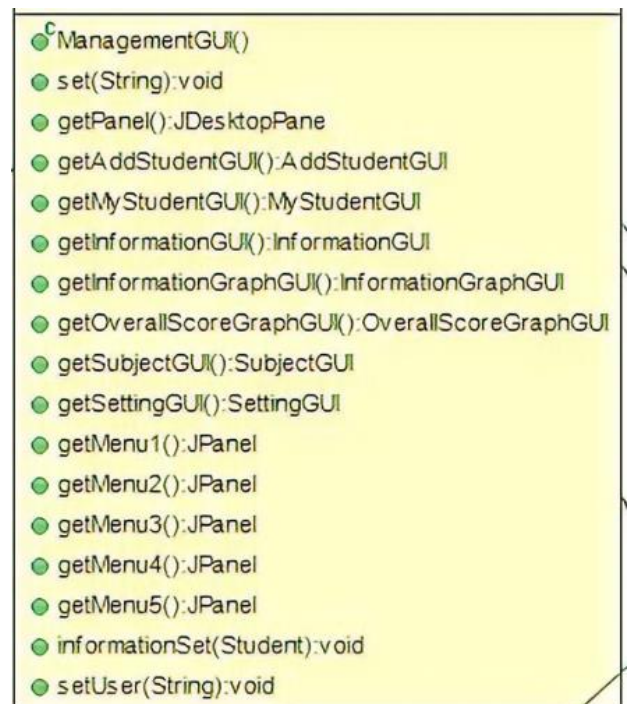 C ManagementGUI()
set(String):void
getPanel():JDesktopPane
getAddStudentGUI():AddStudentGUI
getMyStudentGUI():MyStudentGUI
getInformationGUI():InformationGUI
getInformationGraphGUI():InformationGraphGUI
getOverallScoreGraphGUI():OverallScoreGraphGUI
getSubjectGUI():SubjectGUI
getSettingGUI():SettingGUI
getMenu1():JPanel
getMenu2():JPanel
getMenu3():JPanel
getMenu4():JPanel
getMenu5():JPanel
informationSet(Student):void
setUser(String):void